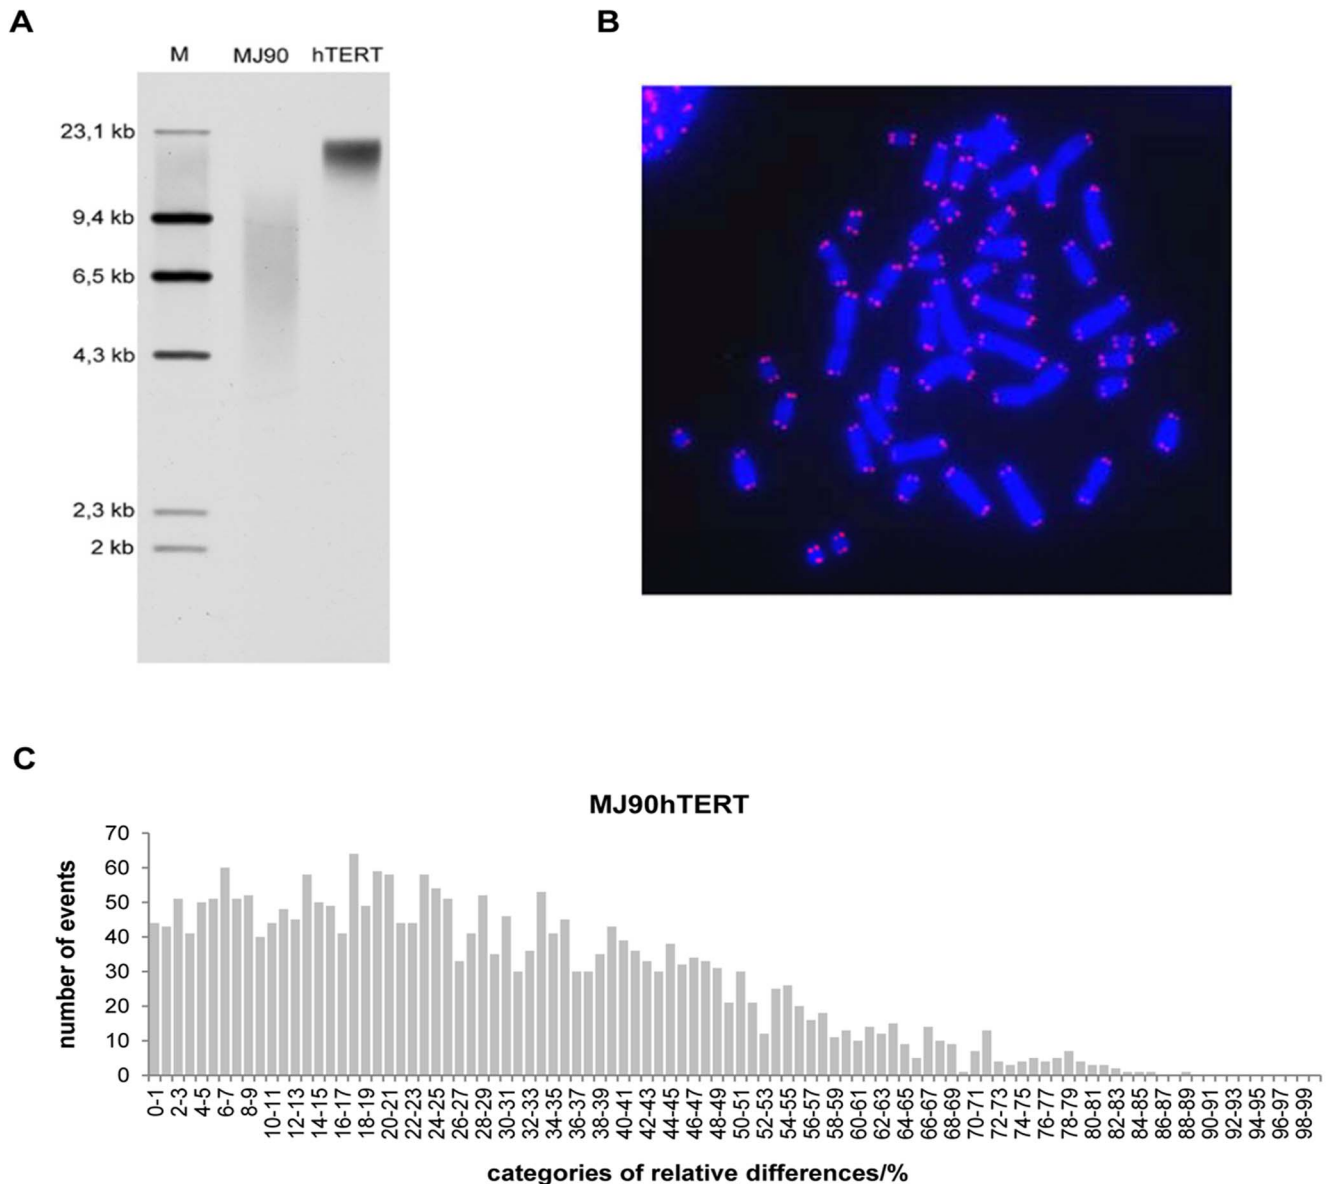 A
B
M MJ90 hTERT
23,1 kb
9,4 kb
6,5 kb
4,3 kb
2,3 kb
2 kb
C
MJ90hTERT
number of events
70
60
50
40
30
20
10
0
0-1 2-3 4-5 6-7 8-9 10-11 12-13 14-15 16-17 18-19 20-21 22-23 24-25 26-27 28-29 30-31 32-33 34-35 36-37 38-39 40-41 42-43 44-45 46-47 48-49 50-51 52-53 54-55 56-57 58-59 60-61 62-63 64-65 66-67 68-69 70-71 72-73 74-75 76-77 78-79 80-81 82-83 84-85 86-87 88-89 90-91 92-93 94-95 96-97 98-99
categories of relative differences/%